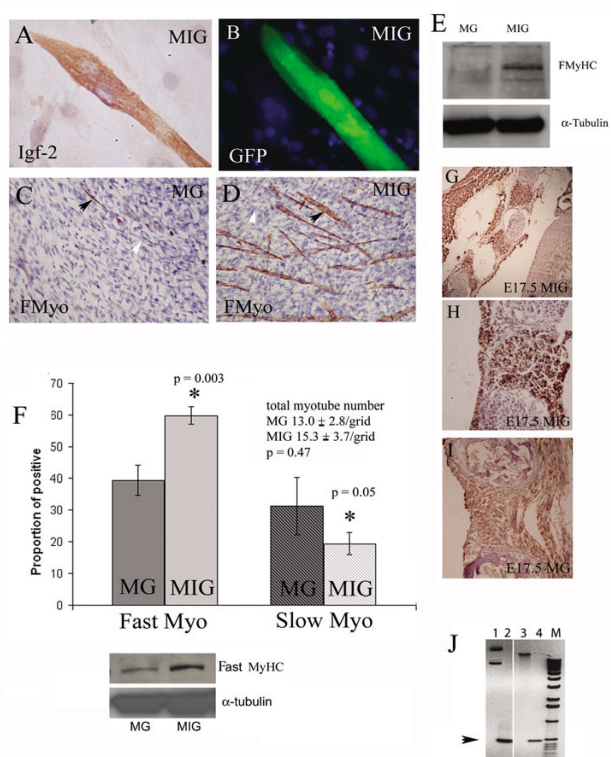 A
MIG
Igf-2
B
MIG
GFP
C
MG
FMyo
D
MIG
FMyo
E
MG MIG
FMyHC
α-Tubulin
G
E17.5 MIG
H
E17.5 MIG
I
E17.5 MG
F
Proportion of positive
70
60
50
40
30
20
10
0
p = 0.003
*
total myotube number
MG 13.0 ± 2.8/grid
MIG 15.3 ± 3.7/grid
p = 0.47
p = 0.05
*
MG MIG MG MIG
Fast Myo Slow Myo
Fast MyHC
α-tubulin
MG MIG
J
1 2 3 4 M